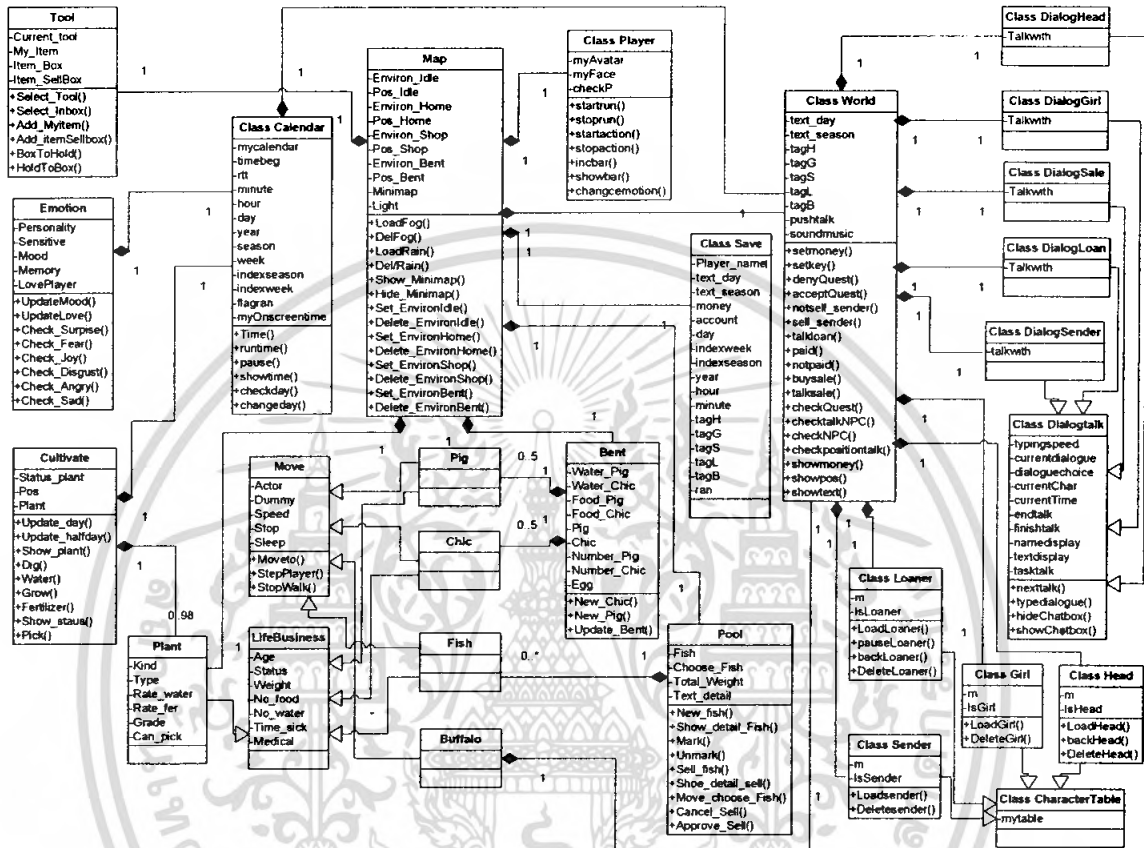 Tool
-Current_tool
-My_Item
-Item_Box
-Item_SellBox
+Select_Tool()
+Select_Inbox()
+Add_Myitem()
+Add_itemSellbox()
+BoxToHold()
+HoldToBox()
Emotion
-Personality
-Sensitive
-Mood
-Memory
-LovePlayer
+UpdateMood()
+UpdateLove()
+Check_Surpise()
+Check_Fear()
+Check_Joy()
+Check_Disgust()
+Check_Angry()
+Check_Sad()
Cultivate
-Status_plant
-Pos
-Plant
+Update_day()
+Update_halfday()
+Show_plant()
+Dig()
+Water()
+Grow()
+Fertilizer()
+Show_staus()
+Pick()
Plant
-Kind
-Type
-Rate_water
-Rate_fer
-Grade
-Can_pick
Class Calendar
-mycalendar
-timebeg
-rtt
-minute
-hour
-day
-year
-season
-week
-indexseason
-indexweek
-flagran
-myOnscreentime
+Time()
+runtime()
+pause()
+showtime()
+checkday()
+changeday()
Map
-Environ_Idle
-Pos_Idle
-Environ_Home
-Pos_Home
-Environ_Shop
-Pos_Shop
-Environ_Bent
-Pos_Bent
-Minimap
-Light
+LoadFog()
+DelFog()
+LoadRain()
+Del/Rain()
+Show_Minimap()
+Hide_Minimap()
+Set_EnvironIdle()
+Delete_EnvironIdle()
+Set_EnvironHome()
+Delete_EnvironHome()
+Set_EnvironShop()
+Delete_EnvironShop()
+Set_EnvironBent()
+Delete_EnvironBent()
Move
-Actor
-Dummy
-Speed
-Stop
-Sleep
+Moveto()
+StepPlayer()
+StopWalk()
LifeBusiness
-Age
-Status
-Weight
-No_food
-No_water
-Time_sick
-Medical
Pig
Chic
Fish
Buffalo
Class Player
-myAvatar
-myFace
-checkP
+startrun()
+stoprun()
+startaction()
+stopaction()
+incbar()
+showbar()
+changcemotion()
Bent
-Water_Pig
-Water_Chic
-Food_Pig
-Food_Chic
-Pig
-Chic
-Number_Pig
-Number_Chic
-Egg
+New_Chic()
+New_Pig()
+Update_Bent()
Class Save
-Player_name
-text_day
-text_season
-money
-account
-day
-indexweek
-indexseason
-year
-hour
-minute
-tagH
-tagG
-tagS
-tagL
-tagB
-ran
Pool
-Fish
-Choose_Fish
-Total_Weight
-Text_detail
+New_fish()
+Show_detail_Fish()
+Mark()
+Unmark()
+Sell_fish()
+Shoe_detail_sell()
+Move_choose_Fish()
+Cancel_Sell()
+Approve_Sell()
Class World
-text_day
-text_season
-tagH
-tagG
-tagS
-tagL
-tagB
-pushtalk
-soundmusic
+setmoney()
+setkey()
+denyQuest()
+acceptQuest()
+notsell_sender()
+sell_sender()
+talkloan()
+paid()
+notpaid()
+buysale()
+talksale()
+checkQuest()
+checktalkNPC()
+checkNPC()
+checkpositiontalk()
+showmoney()
+showpos()
+showtext()
Class DialogHead
-Talkwith
Class DialogGirl
-Talkwith
Class DialogSale
-Talkwith
Class DialogLoan
-Talkwith
Class DialogSender
-talkwith
Class Dialogtalk
-typingspeed
-currentdialogue
-dialoguechoice
-currentChar
-currentTime
-endtalk
-finishtalk
-namedisplay
-textdisplay
-tasktalk
+nexttalk()
+typedialogue()
+hideChatbox()
+showChatbox()
Class Loaner
-m
-IsLoaner
+LoadLoaner()
+pauseLoaner()
+backLoaner()
+DeleteLoaner()
Class Girl
-m
-IsGirl
+LoadGirl()
+DeleteGirl()
Class Head
-m
-IsHead
+LoadHead()
+backHead()
+DeleteHead()
Class Sender
-m
-IsSender
+Loadsender()
+Deletesender()
Class CharacterTable
-mytable
0..5
0..5
0..*
0..98